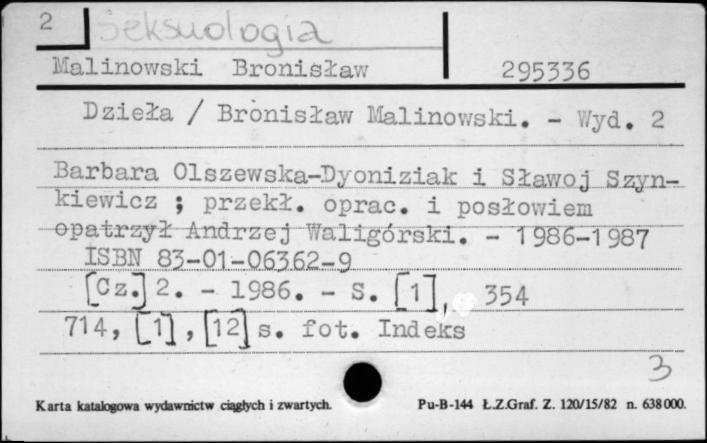 2 Seksuologia
Malinowski Bronisław 295336
Dzieła / Bronisław Malinowski. - Wyd. 2
Barbara Olszewska-Dyoniziak i Sławoj Szyn-
kiewicz ; przekł. oprac. i posłowiem
opatrzył Andrzej Waligórski. - 1986-1987
ISBN 83-01-06362-9
[Cz.] 2. - 1986. - S. [1], 354
714, [1], [12] s. fot. Indeks
3
Karta katalogowa wydawnictw ciągłych i zwartych. Pu-B-144 Ł.Z.Graf. Z. 120/15/82 n. 638000.